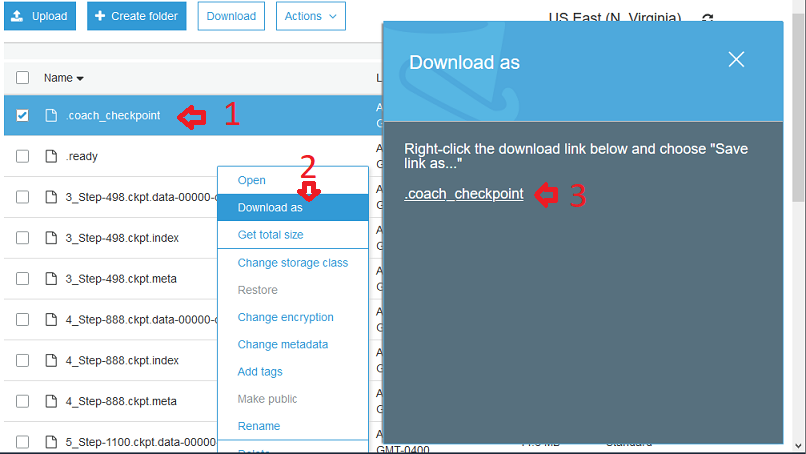 Upload
Create folder
Download
Actions
US East (N. Virginia)
Name
L
.coach_checkpoint
1
A
G
.ready
A
G
2
3_Step-498.ckpt.data-00000-o
3_Step-498.ckpt.index
3_Step-498.ckpt.meta
4_Step-888.ckpt.data-00000-o
4_Step-888.ckpt.index
4_Step-888.ckpt.meta
5_Step-1100.ckpt.data-00000
GMT-0400
Standard
Open
Download as
Get total size
Change storage class
Restore
Change encryption
Change metadata
Add tags
Make public
Rename
Delete
Download as
Right-click the download link below and choose "Save
link as..."
.coach_checkpoint
3